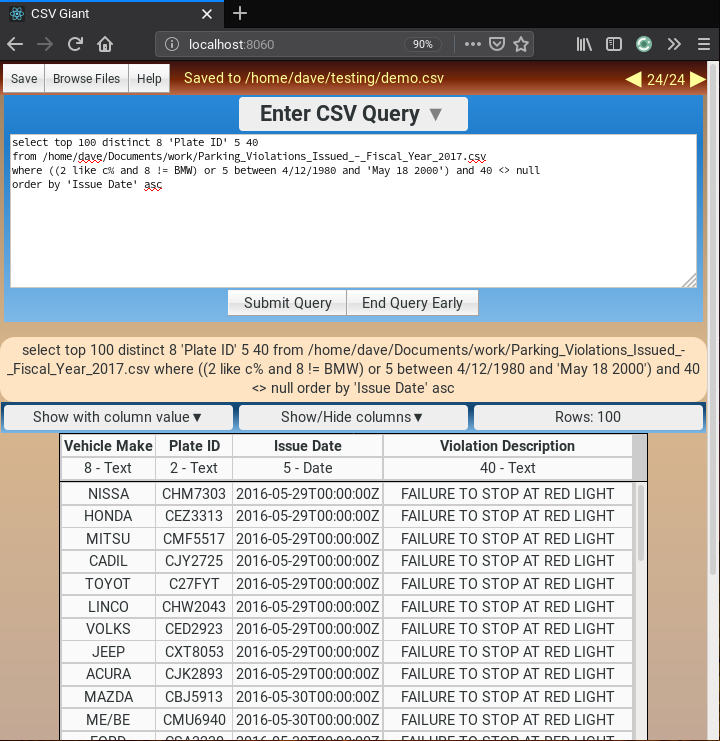 CSV Giant
localhost:8060
90%
Save
Browse Files
Help
Saved to /home/dave/testing/demo.csv
24/24
Enter CSV Query ▼
select top 100 distinct 8 'Plate ID' 5 40
from /home/dave/Documents/work/Parking_Violations_Issued_-_Fiscal_Year_2017.csv
where ((2 like c% and 8 != BMW) or 5 between 4/12/1980 and 'May 18 2000') and 40 <> null
order by 'Issue Date' asc
Submit Query
End Query Early
select top 100 distinct 8 'Plate ID' 5 40 from /home/dave/Documents/work/Parking_Violations_Issued_-
_Fiscal_Year_2017.csv where ((2 like c% and 8 != BMW) or 5 between 4/12/1980 and 'May 18 2000') and 40
<> null order by 'Issue Date' asc
Show with column value▼
Show/Hide columns▼
Rows: 100
Vehicle Make Plate ID Issue Date Violation Description
8 - Text 2 - Text 5 - Date 40 - Text
NISSA CHM7303 2016-05-29T00:00:00Z FAILURE TO STOP AT RED LIGHT
HONDA CEZ3313 2016-05-29T00:00:00Z FAILURE TO STOP AT RED LIGHT
MITSU CMF5517 2016-05-29T00:00:00Z FAILURE TO STOP AT RED LIGHT
CADIL CJY2725 2016-05-29T00:00:00Z FAILURE TO STOP AT RED LIGHT
TOYOT C27FYT 2016-05-29T00:00:00Z FAILURE TO STOP AT RED LIGHT
LINCO CHW2043 2016-05-29T00:00:00Z FAILURE TO STOP AT RED LIGHT
VOLKS CED2923 2016-05-29T00:00:00Z FAILURE TO STOP AT RED LIGHT
JEEP CXT8053 2016-05-29T00:00:00Z FAILURE TO STOP AT RED LIGHT
ACURA CJK2893 2016-05-29T00:00:00Z FAILURE TO STOP AT RED LIGHT
MAZDA CBJ5913 2016-05-30T00:00:00Z FAILURE TO STOP AT RED LIGHT
ME/BE CMU6940 2016-05-30T00:00:00Z FAILURE TO STOP AT RED LIGHT